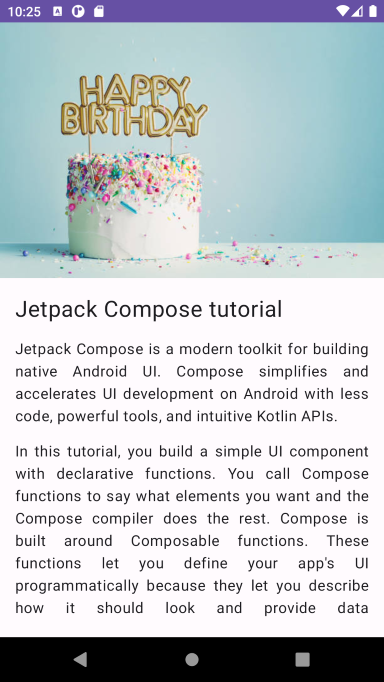 10:25
HAPPY
BIRTHDAY
Jetpack Compose tutorial
Jetpack Compose is a modern toolkit for building
native Android UI. Compose simplifies and
accelerates UI development on Android with less
code, powerful tools, and intuitive Kotlin APIs.
In this tutorial, you build a simple UI component
with declarative functions. You call Compose
functions to say what elements you want and the
Compose compiler does the rest. Compose is
built around Composable functions. These
functions let you define your app's UI
programmatically because they let you describe
how it should look and provide data